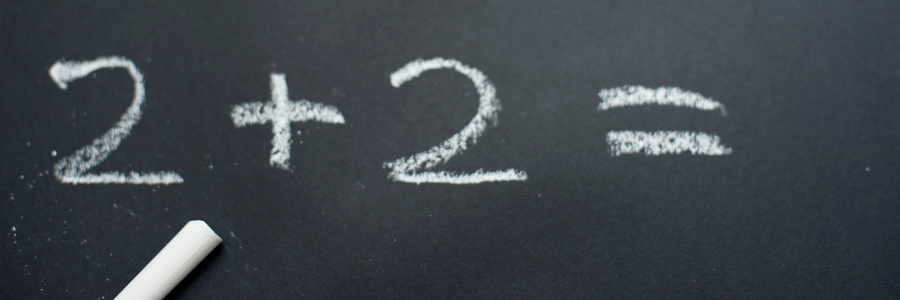 2 + 2 =